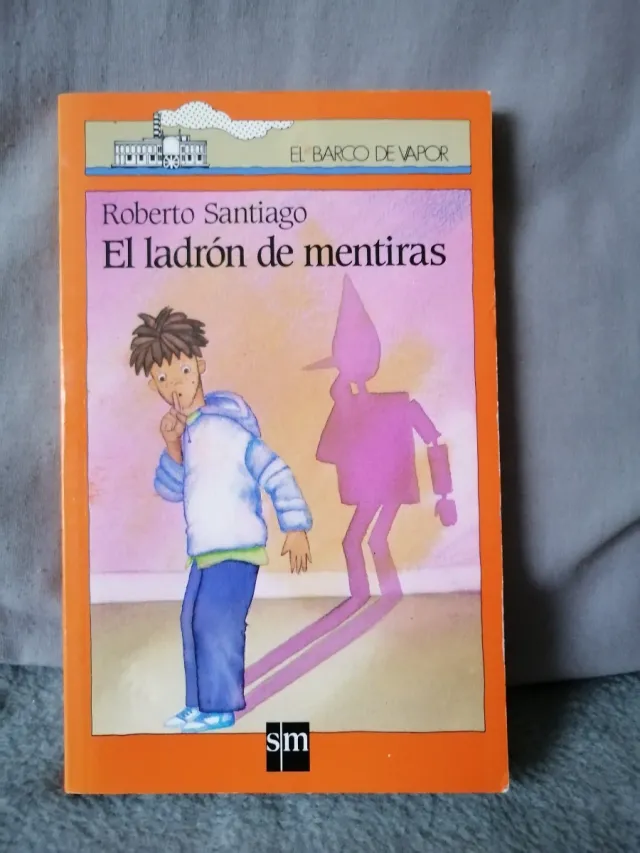 EL BARCO DE VAPOR
Roberto Santiago
El ladrón de mentiras
sm